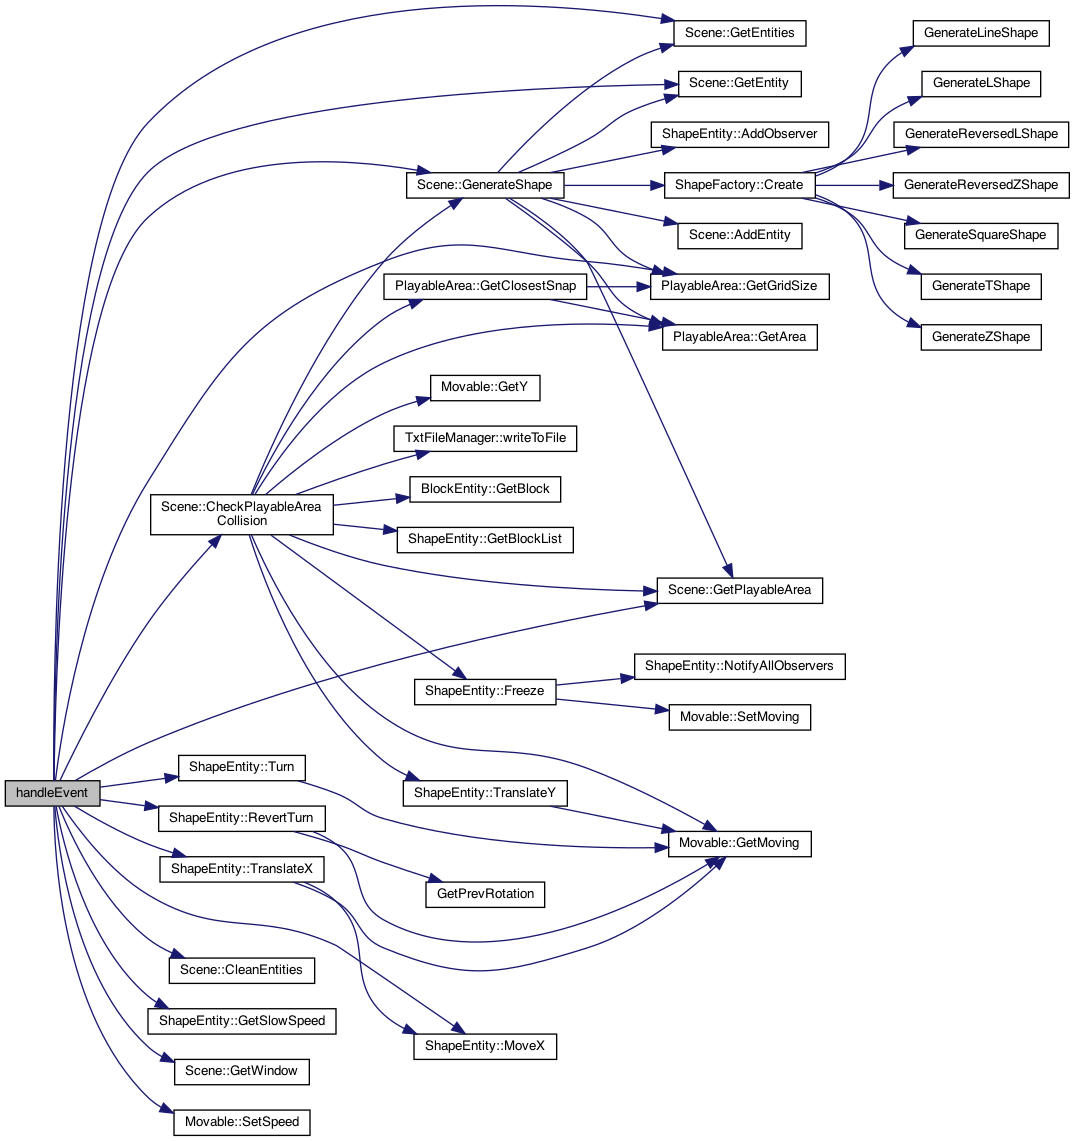 Scene::GetEntities
GenerateLineShape
Scene::GetEntity
GenerateLShape
ShapeEntity::AddObserver
GenerateReversedLShape
Scene::GenerateShape
ShapeFactory::Create
GenerateReversedZShape
Scene::AddEntity
GenerateSquareShape
PlayableArea::GetClosestSnap
PlayableArea::GetGridSize
GenerateTShape
PlayableArea::GetArea
GenerateZShape
Movable::GetY
TxtFileManager::writeToFile
BlockEntity::GetBlock
Scene::CheckPlayableArea
Collision
ShapeEntity::GetBlockList
Scene::GetPlayableArea
ShapeEntity::NotifyAllObservers
ShapeEntity::Freeze
Movable::SetMoving
ShapeEntity::Turn
handleEvent
ShapeEntity::TranslateY
ShapeEntity::RevertTurn
Movable::GetMoving
ShapeEntity::TranslateX
GetPrevRotation
Scene::CleanEntities
ShapeEntity::GetSlowSpeed
ShapeEntity::MoveX
Scene::GetWindow
Movable::SetSpeed